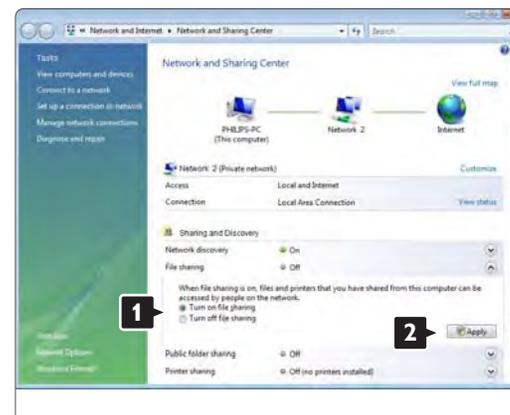 Network and Internet ▸ Network and Sharing Center
Search
Tasks
View computers and devices
Connect to a network
Set up a connection or network
Manage network connections
Diagnose and repair
Network and Sharing Center
View full map
PHILIPS-PC
(This computer)
Network 2
Internet
Network 2 (Private network)
Customize
Access
Local and Internet
Connection
Local Area Connection
View status
Sharing and Discovery
Network discovery
On
File sharing
Off
When file sharing is on, files and printers that you have shared from this computer can be
accessed by people on the network.
1
Turn on file sharing
Turn off file sharing
2
Apply
See also
Internet Options
Windows Firewall
Public folder sharing
Off
Printer sharing
Off (no printers installed)